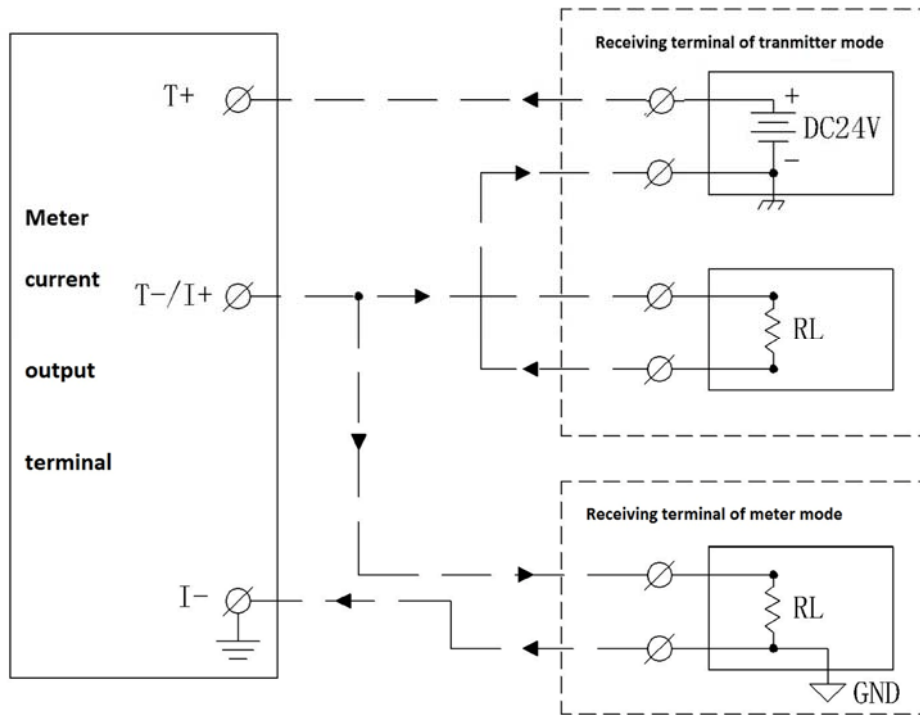 Receiving terminal of tranmitter mode
T+
+
DC24V
-
Meter
current
T-/I+
RL
output
terminal
Receiving terminal of meter mode
I-
RL
GND